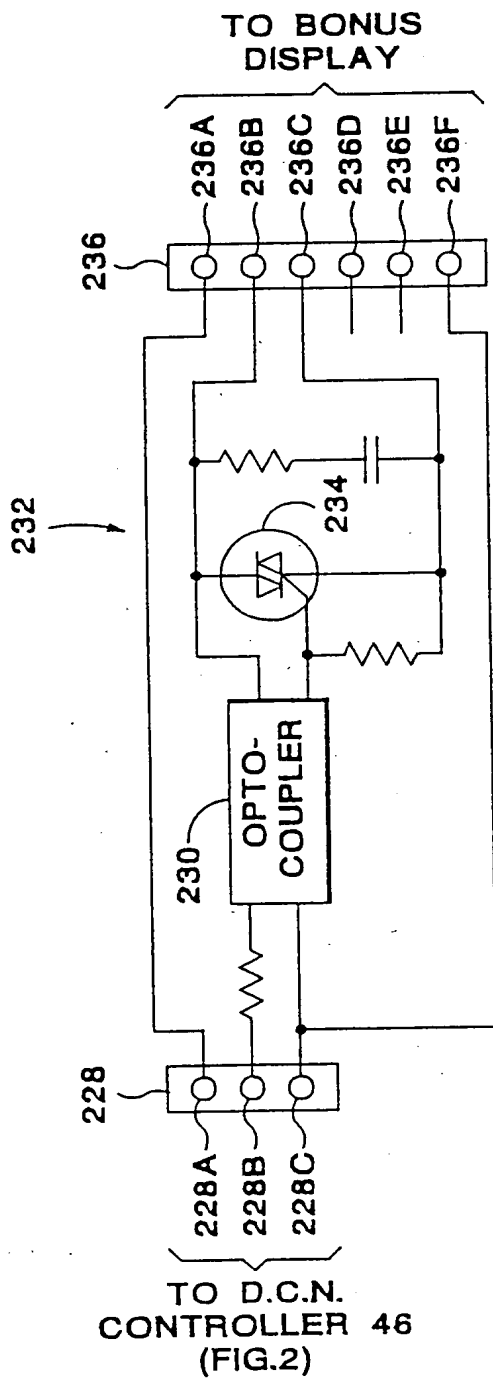 TO BONUS
DISPLAY
236
236A
236B
236C
236D
236E
236F
232
234
230
OPTO-
COUPLER
228
228A
228B
228C
TO D.C.N.
CONTROLLER 46
(FIG.2)